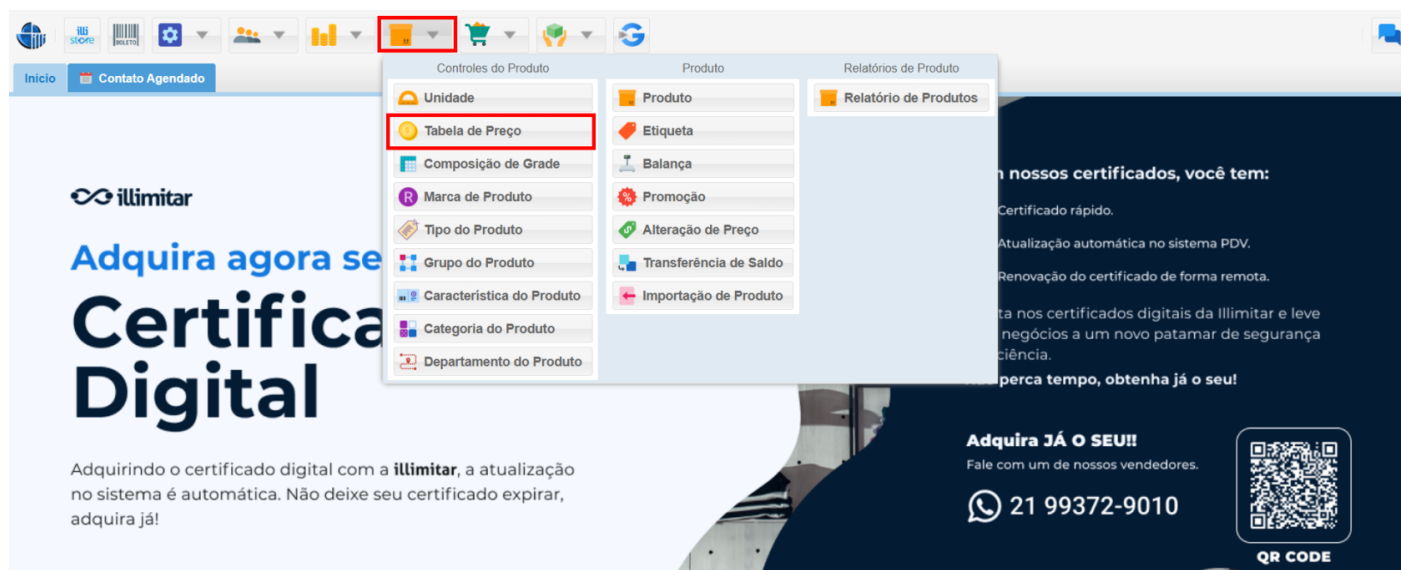 illi
store
BOLETO
Início
Contato Agendado
Controles do Produto
Unidade
Tabela de Preço
Composição de Grade
Marca de Produto
Tipo do Produto
Grupo do Produto
Característica do Produto
Categoria do Produto
Departamento do Produto
Produto
Produto
Etiqueta
Balança
Promoção
Alteração de Preço
Transferência de Saldo
Importação de Produto
Relatórios de Produto
Relatório de Produtos
illimitar
Adquira agora se
Certifica
Digital
Adquirindo o certificado digital com a illimitar, a atualização
no sistema é automática. Não deixe seu certificado expirar,
adquira já!
nossos certificados, você tem:
Certificado rápido.
Atualização automática no sistema PDV.
Renovação do certificado de forma remota.
ta nos certificados digitais da Illimitar e leve
negócios a um novo patamar de segurança
ciência.
perca tempo, obtenha já o seu!
Adquira JÁ O SEU!!
Fale com um de nossos vendedores.
21 99372-9010
QR CODE